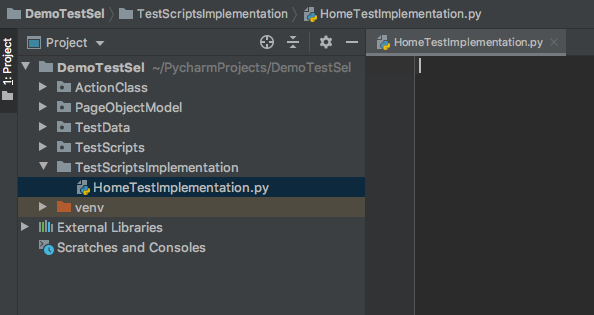 DemoTestSel TestScriptsImplementation HomeTestImplementation.py
1: Project
Project
HomeTestImplementation.py
DemoTestSel ~/PycharmProjects/DemoTestSel
ActionClass
PageObjectModel
TestData
TestScripts
TestScriptsImplementation
HomeTestImplementation.py
venv
External Libraries
Scratches and Consoles